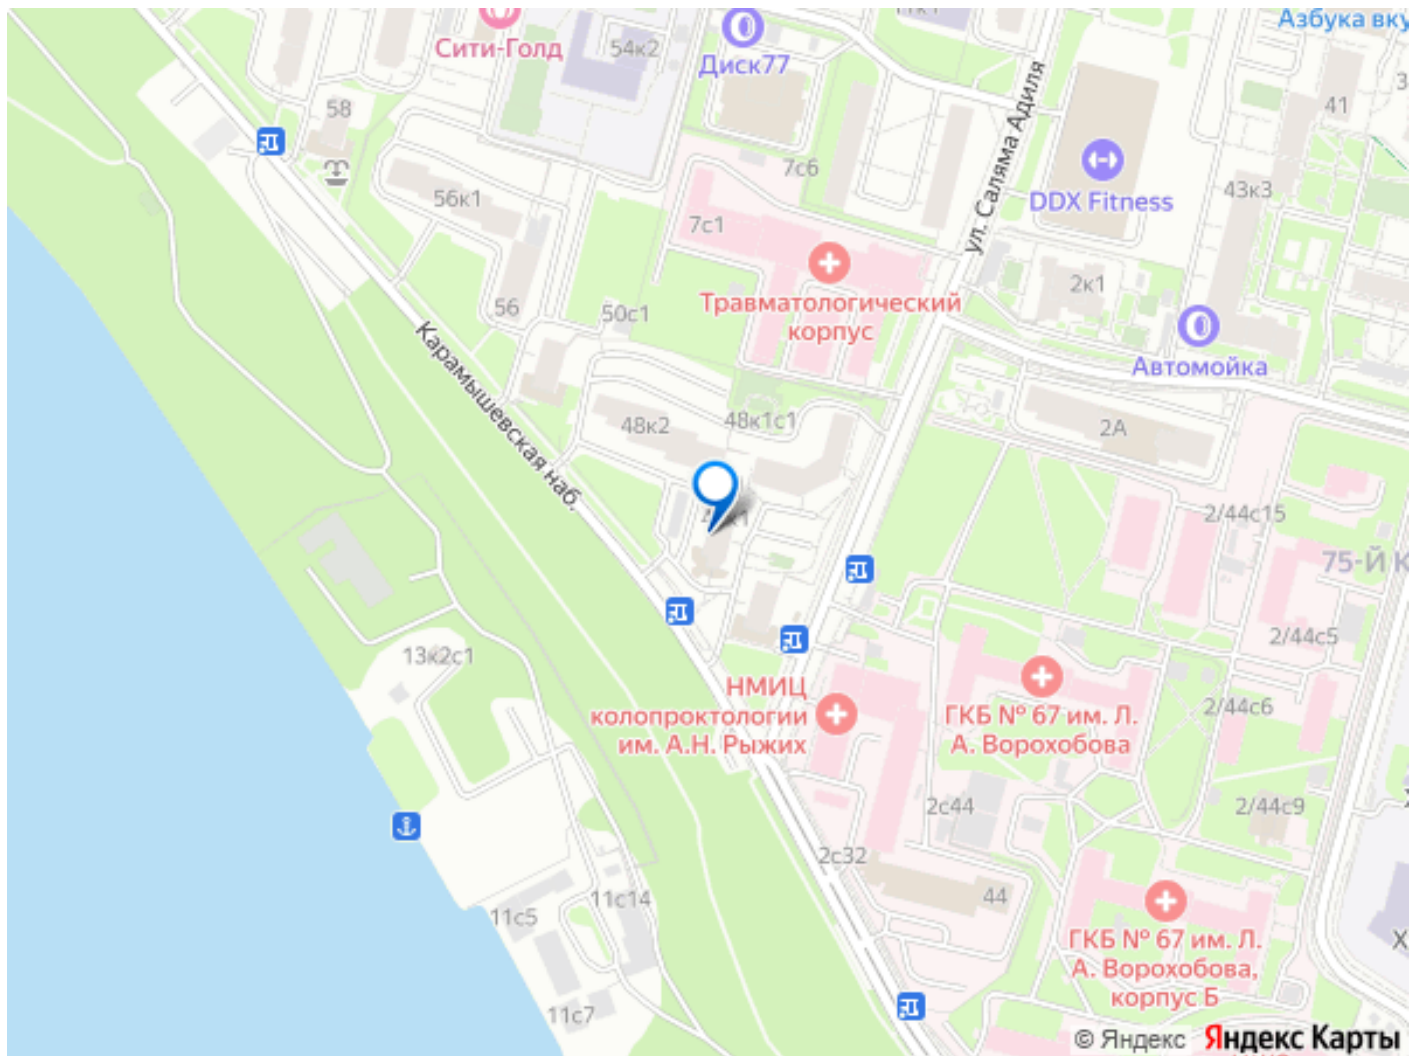 Азбука вку
Сити-Голд
54к2
Диск77
58
41
7с6
ул. Саляма Адиля
DDX Fitness
56к1
43к3
7с1
2к1
Травматологический
корпус
56
50с1
Карамышевская наб.
Автомойка
48к2
48к1с1
2А
2/44с15
75-Й К
2/44с5
13к2с1
НМИЦ
колопроктологии
им. А.Н. Рыжих
ГКБ № 67 им. Л.
А. Ворохобова
2/44с6
2с44
2/44с9
2с32
44
11с14
11с5
ГКБ № 67 им. Л.
А. Ворохобова,
корпус Б
11с7
© Яндекс Яндекс Карты